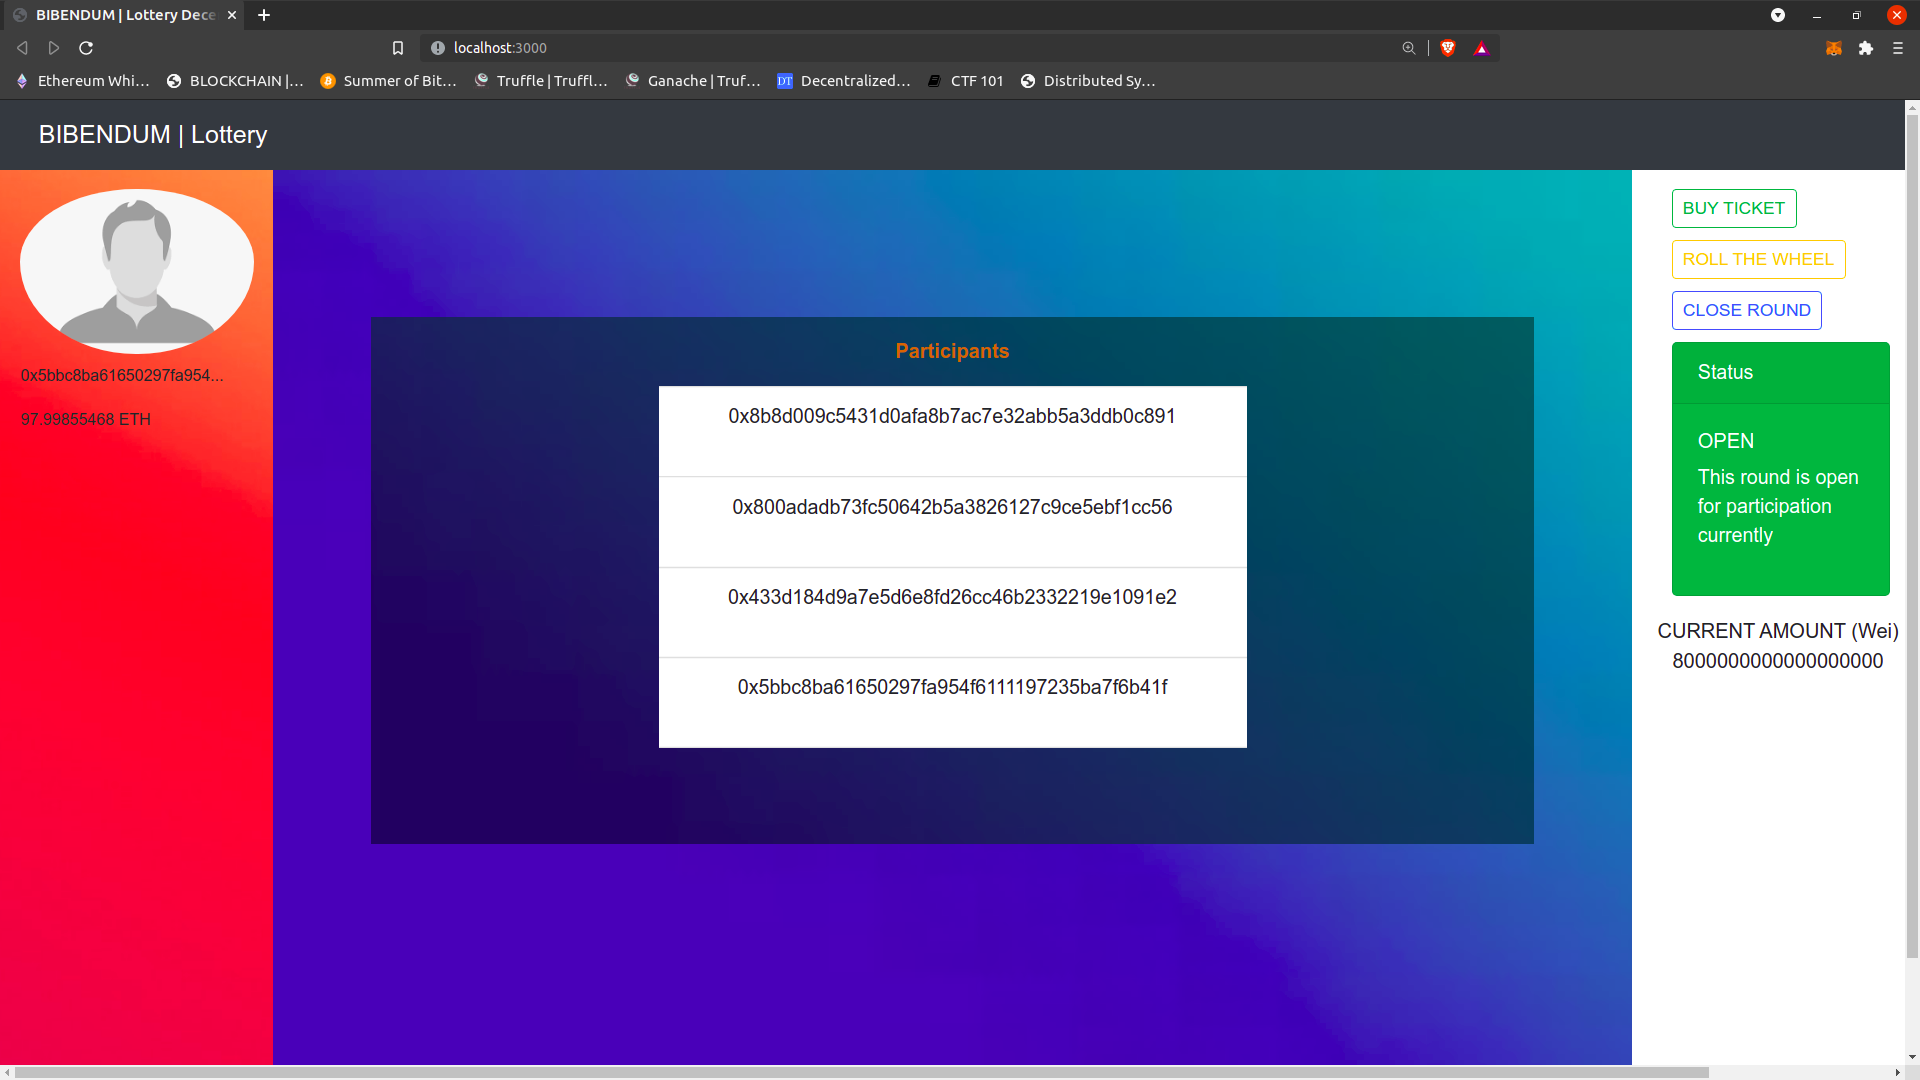 BIBENDUM | Lottery Dece
localhost:3000
Ethereum Whi...
BLOCKCHAIN |...
Summer of Bit...
Truffle | Truffl...
Ganache | Truf...
DT
Decentralized...
CTF 101
Distributed Sy...
BIBENDUM | Lottery
0x5bbc8ba61650297fa954...
97.99855468 ETH
Participants
0x8b8d009c5431d0afa8b7ac7e32abb5a3ddb0c891
0x800adadb73fc50642b5a3826127c9ce5ebf1cc56
0x433d184d9a7e5d6e8fd26cc46b2332219e1091e2
0x5bbc8ba61650297fa954f6111197235ba7f6b41f
BUY TICKET
ROLL THE WHEEL
CLOSE ROUND
Status
OPEN
This round is open
for participation
currently
CURRENT AMOUNT (Wei)
8000000000000000000